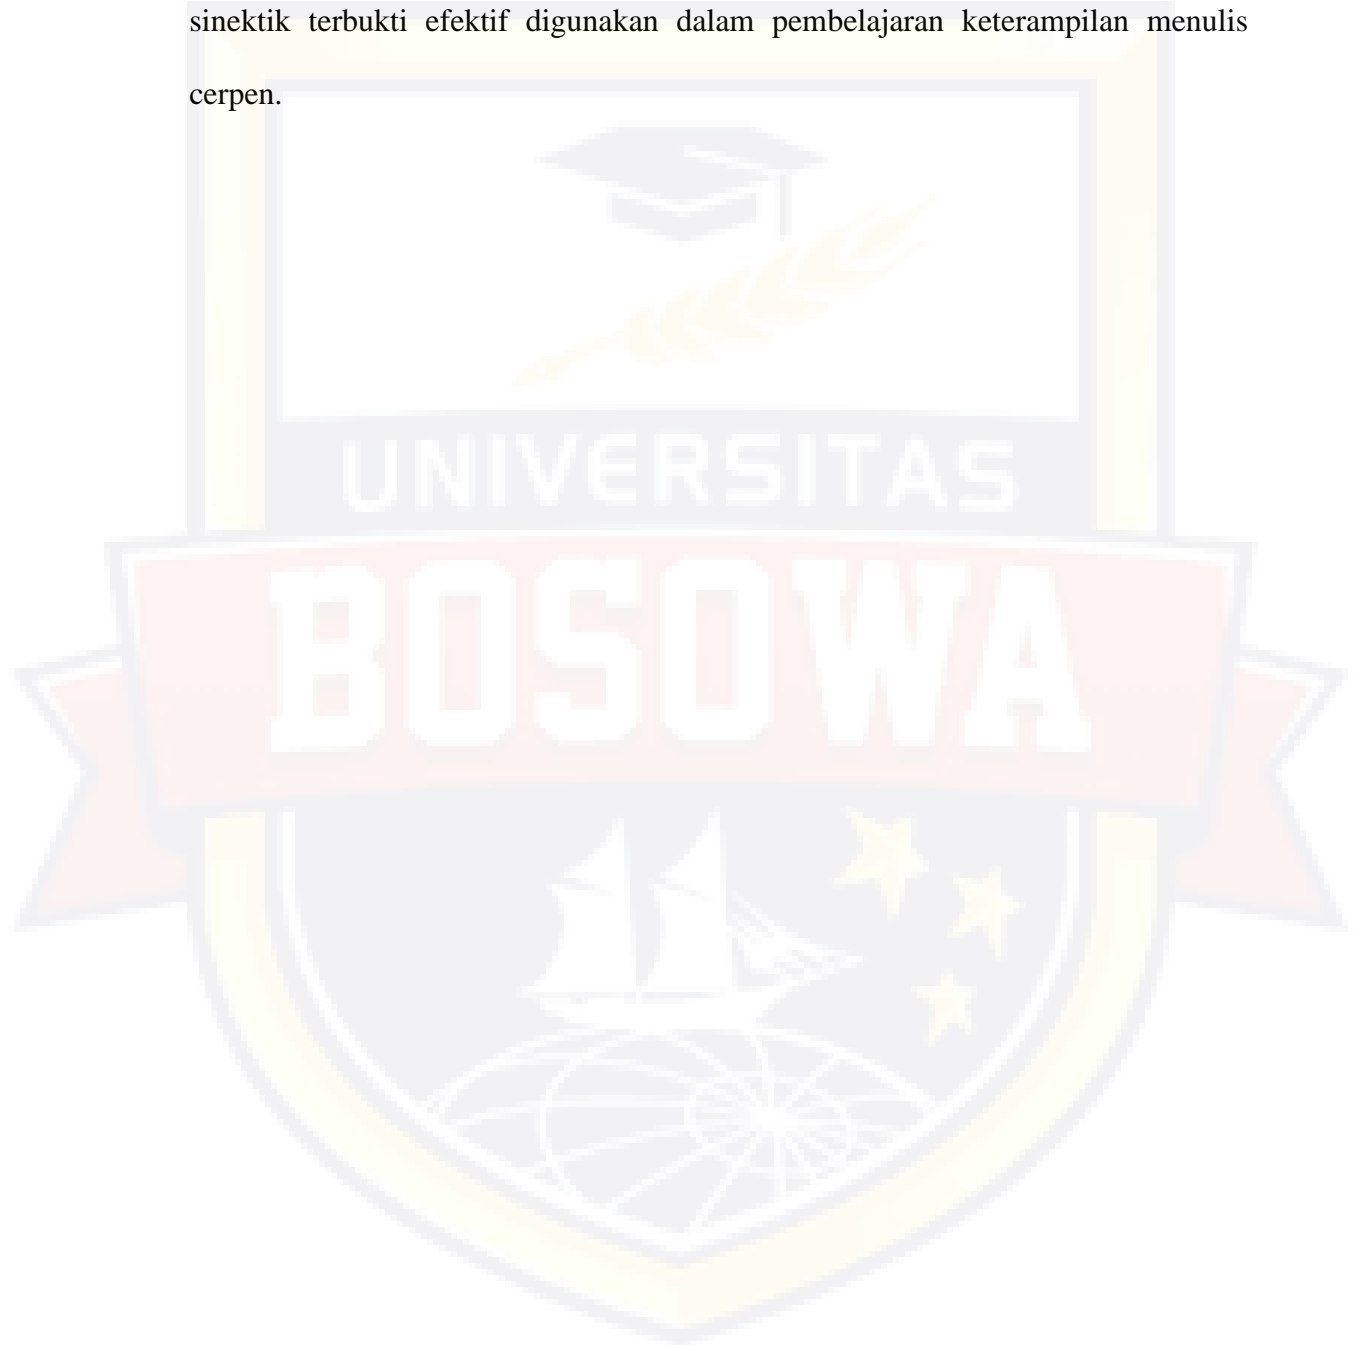 sinektik terbukti efektif digunakan dalam pembelajaran keterampilan menulis
cerpen.
UNIVERSITAS
BOSOWA